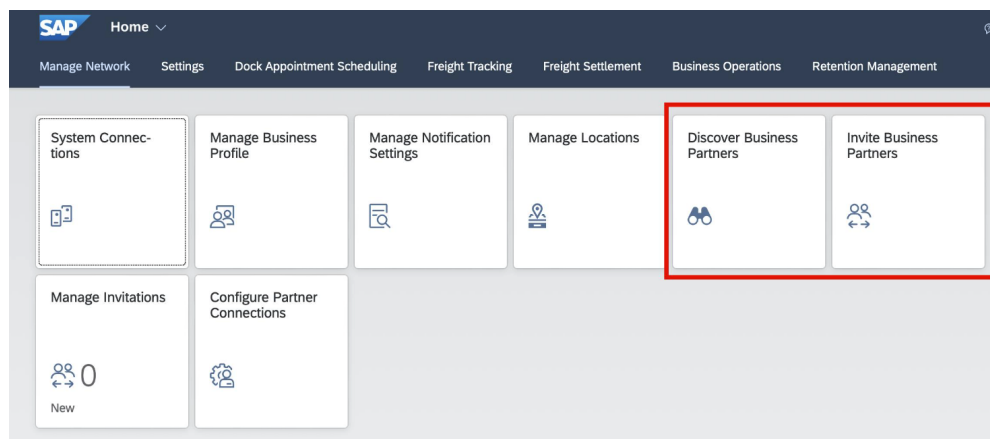 SAP Home
Manage Network Settings Dock Appointment Scheduling Freight Tracking Freight Settlement Business Operations Retention Management
System Connec-
tions
Manage Business
Profile
Manage Notification
Settings
Manage Locations
Discover Business
Partners
Invite Business
Partners
Manage Invitations
0
New
Configure Partner
Connections